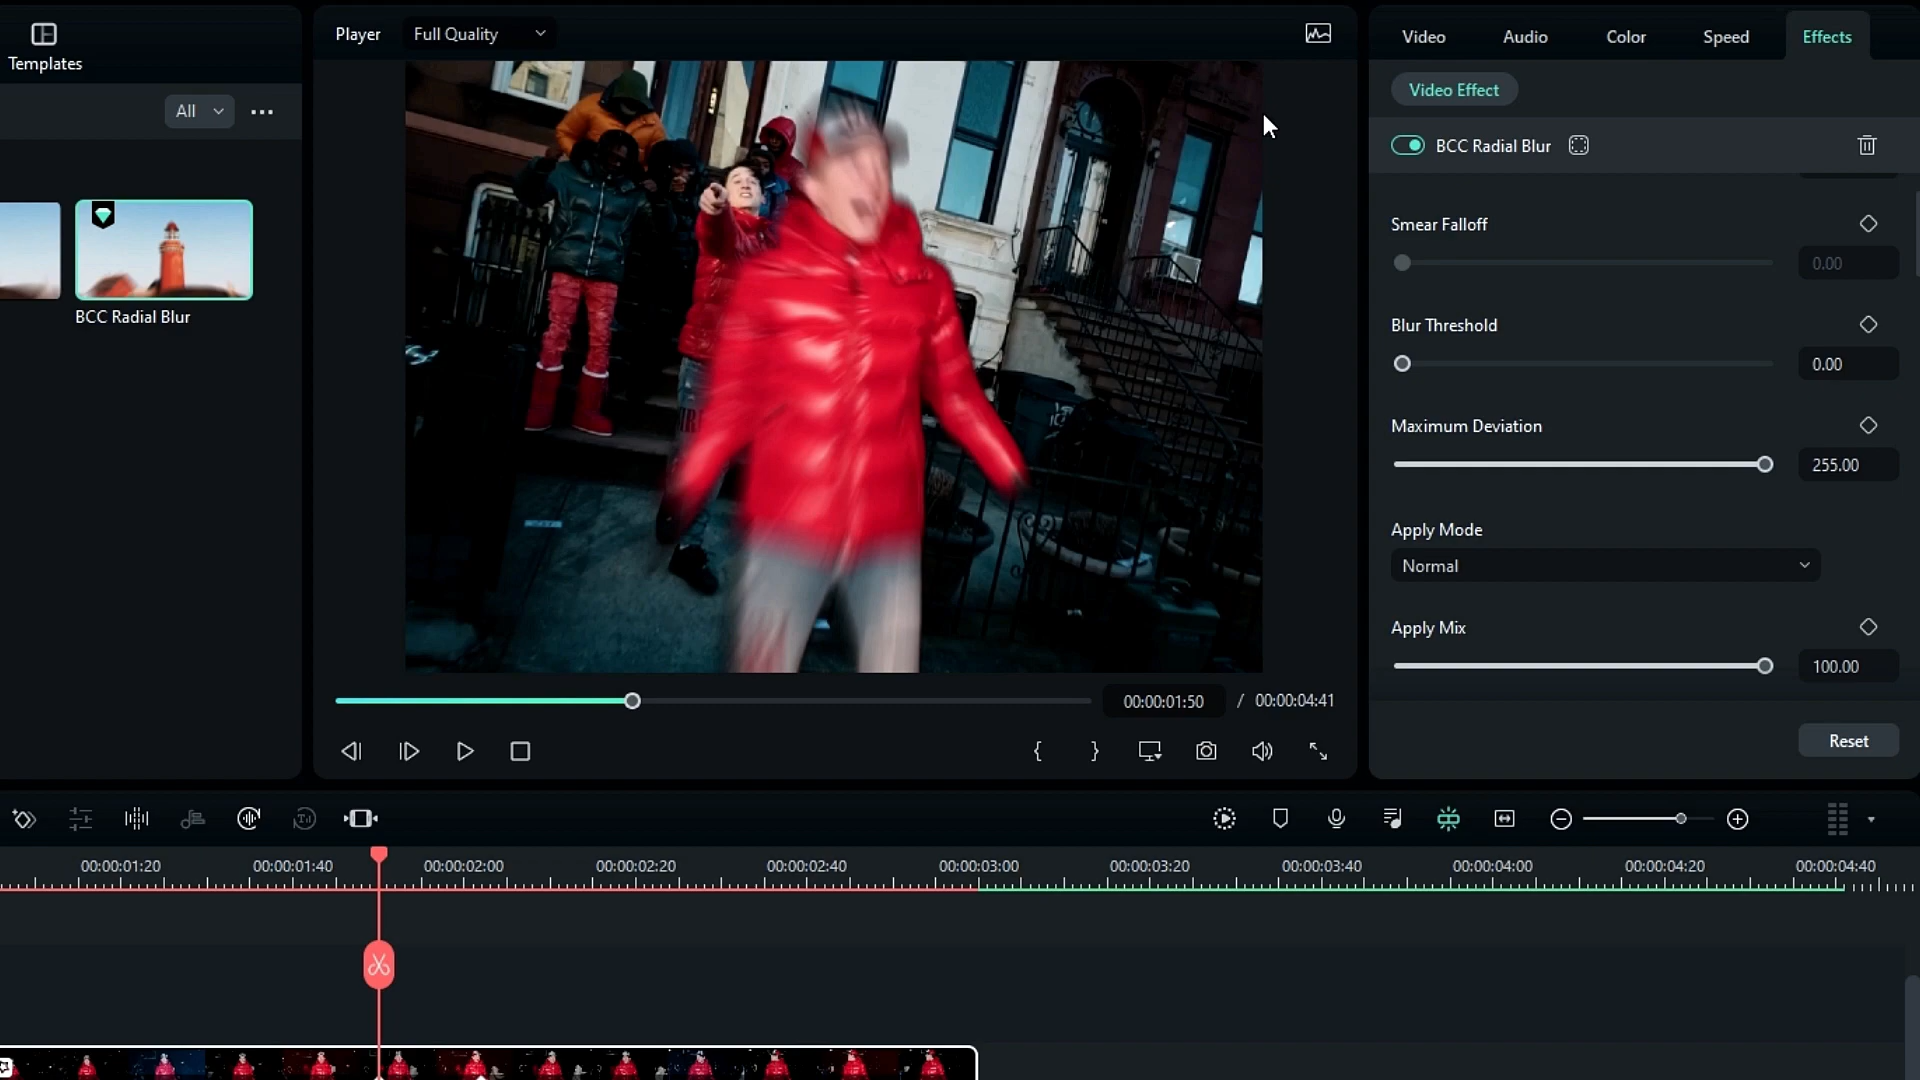 Templates
All
BCC Radial Blur
Player
Full Quality
00:00:01:50 / 00:00:04:41
Video
Audio
Color
Speed
Effects
Video Effect
BCC Radial Blur
Smear Falloff
0.00
Blur Threshold
0.00
Maximum Deviation
255.00
Apply Mode
Normal
Apply Mix
100.00
Reset
00:00:01:20
00:00:01:40
00:00:02:00
00:00:02:20
00:00:02:40
00:00:03:00
00:00:03:20
00:00:03:40
00:00:04:00
00:00:04:20
00:00:04:40